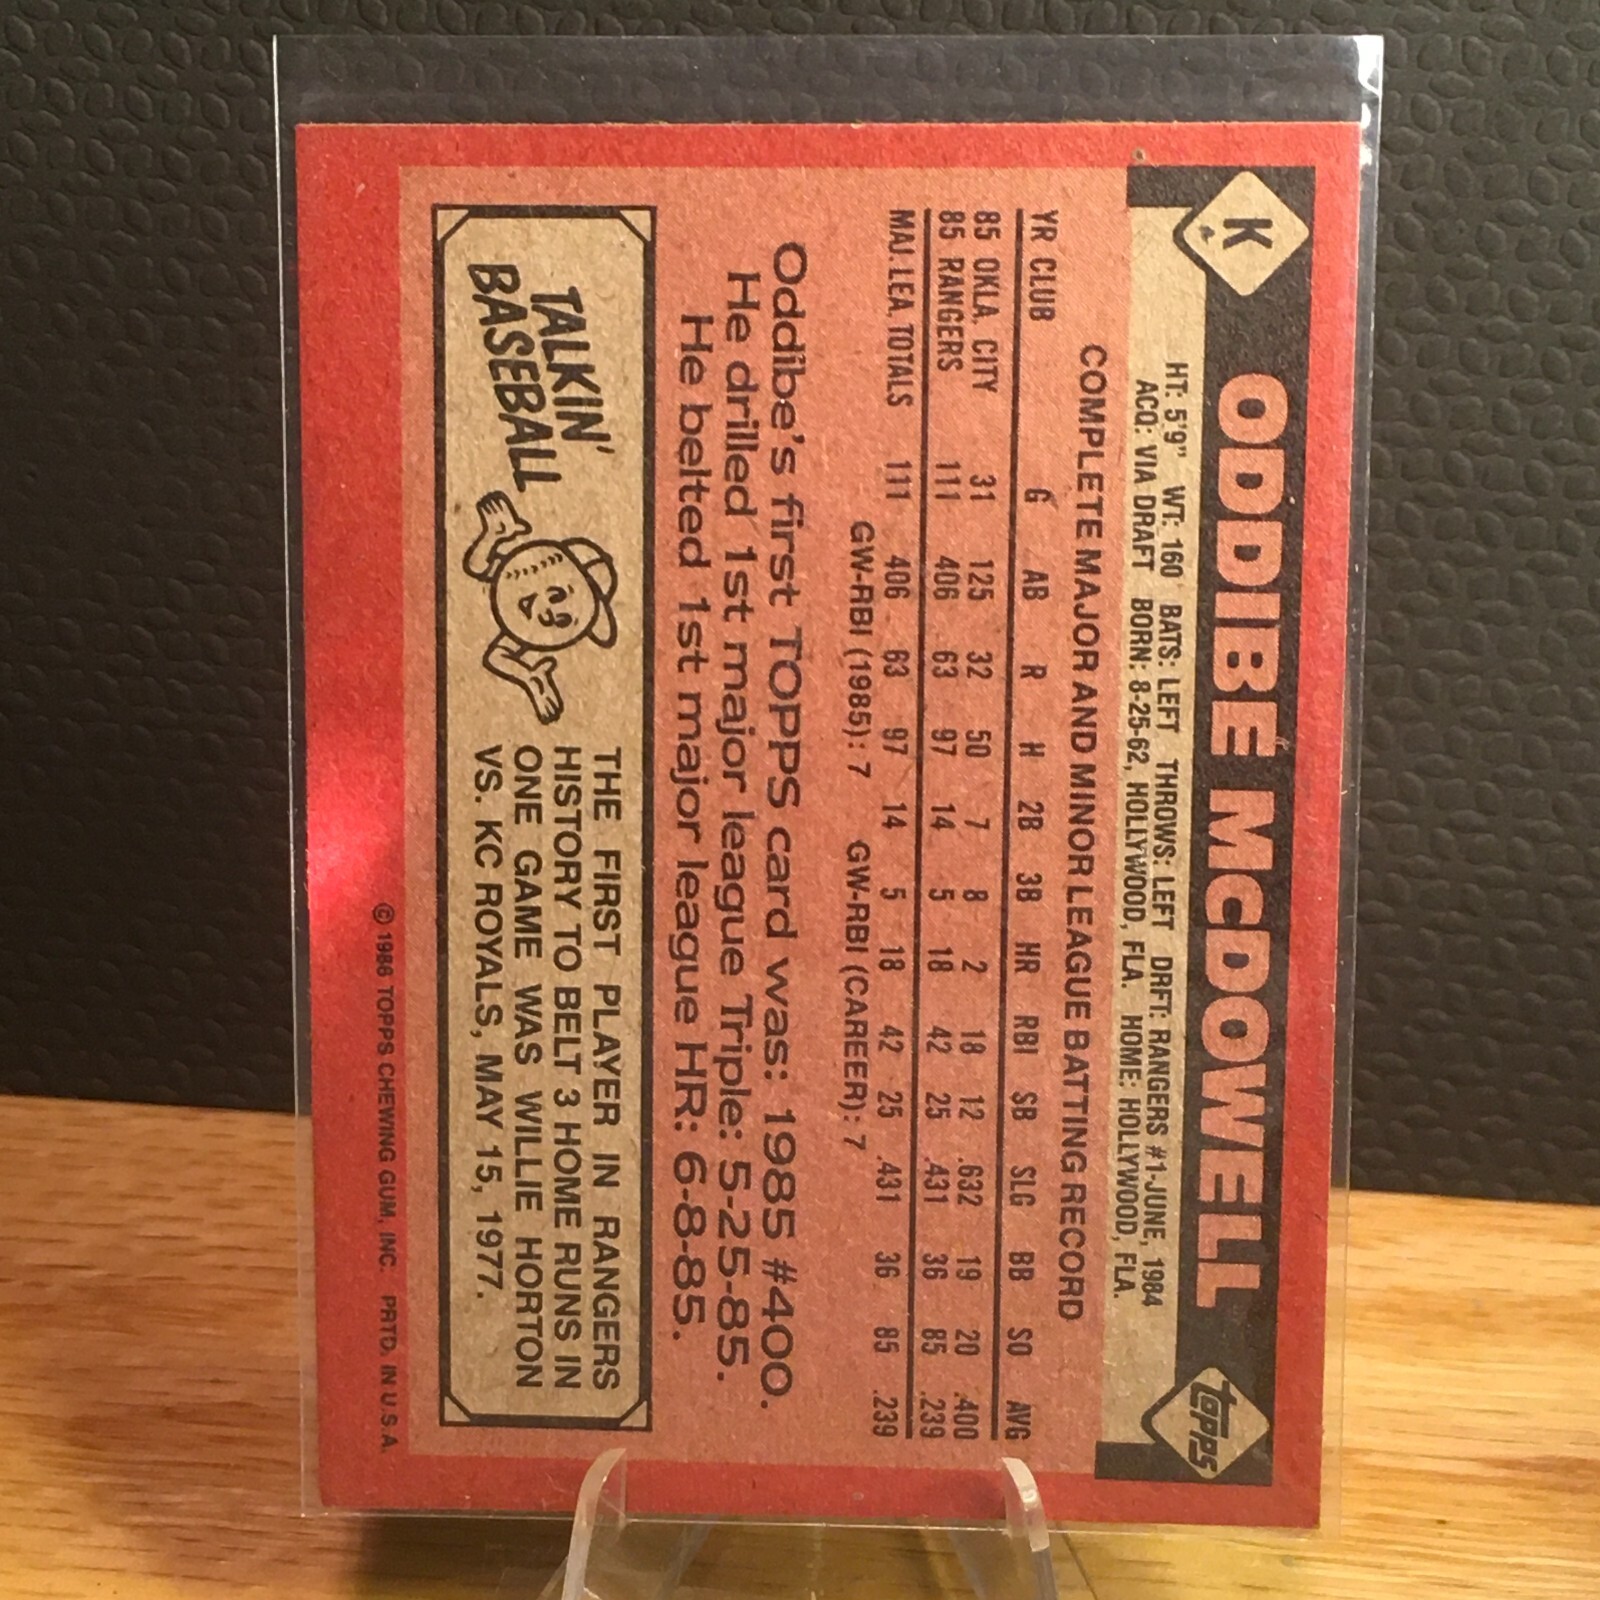 K
ODDIBE McDOWELL
topps
HT: 5'9" WT: 160 BATS: LEFT THROWS: LEFT DRFT: RANGERS #1-JUNE, 1984
ACQ: VIA DRAFT BORN: 8-25-62, HOLLYWOOD, FLA. HOME: HOLLYWOOD, FLA.
COMPLETE MAJOR AND MINOR LEAGUE BATTING RECORD
YR CLUB G AB R H 2B 3B HR RBI SB SLG BB SO AVG
85 OKLA. CITY 31 125 32 50 7 8 2 18 12 .632 19 20 .400
85 RANGERS 111 406 63 97 14 5 18 42 25 .431 36 85 .239
MAJ. LEA. TOTALS 111 406 63 97 14 5 18 42 25 .431 36 85 .239
GW-RBI (1985): 7 GW-RBI (CAREER): 7
Oddibe's first TOPPS card was: 1985 #400.
He drilled 1st major league Triple: 5-25-85.
He belted 1st major league HR: 6-8-85.
TALKIN'
BASEBALL
THE FIRST PLAYER IN RANGERS
HISTORY TO BELT 3 HOME RUNS IN
ONE GAME WAS WILLIE HORTON
VS. KC ROYALS, MAY 15, 1977.
© 1986 TOPPS CHEWING GUM, INC. PRTD. IN U.S.A.